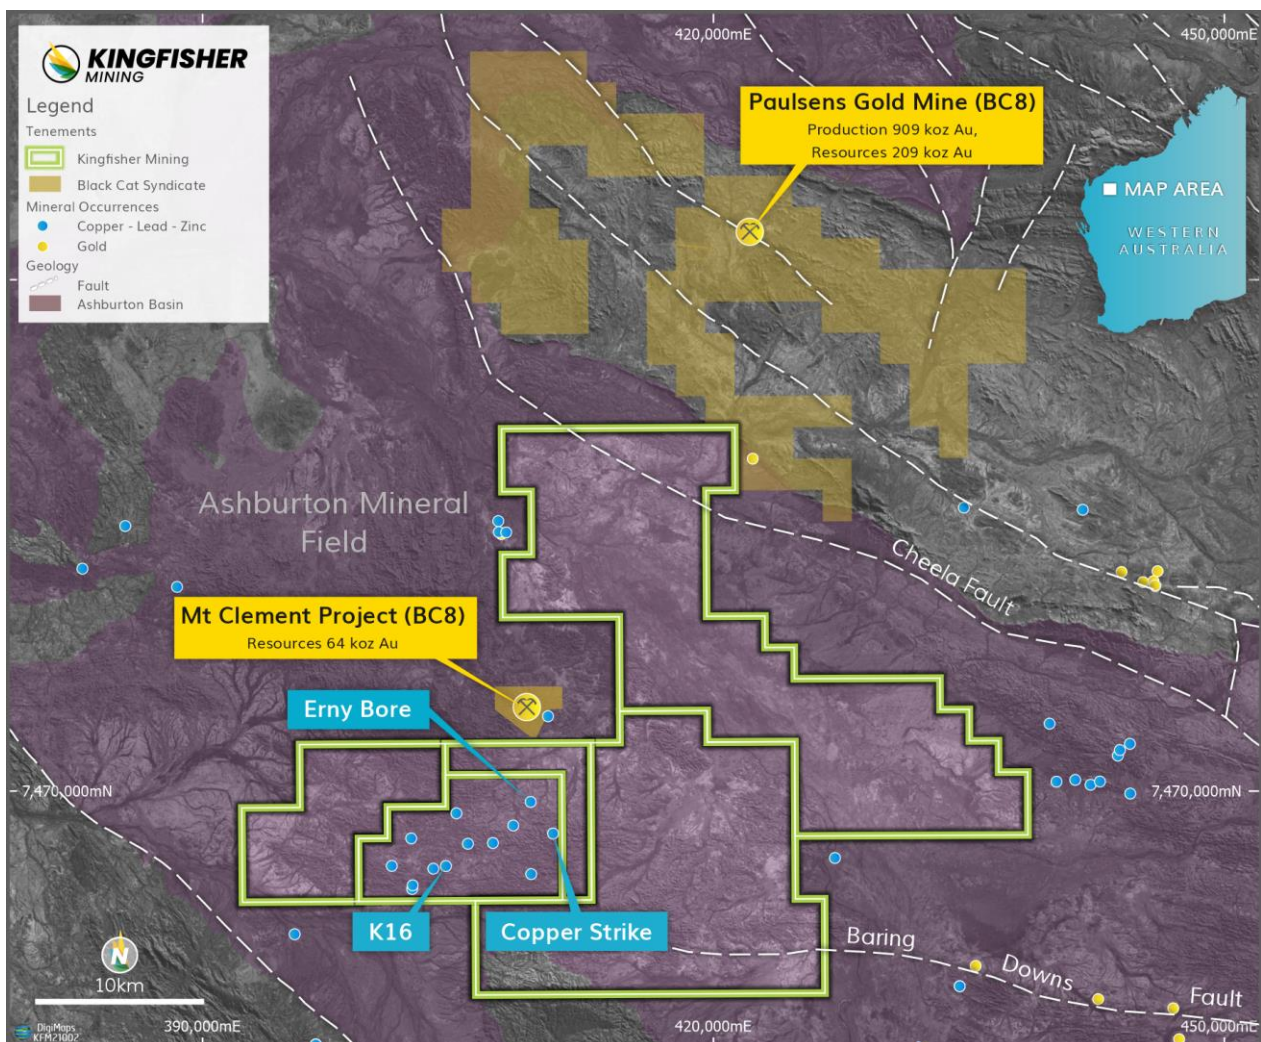 KINGFISHER
MINING
Legend
Tenements
Kingfisher Mining
Black Cat Syndicate
Mineral Occurrences
Copper - Lead - Zinc
Gold
Geology
Fault
Ashburton Basin
420,000mE
450,000mE
Paulsens Gold Mine (BC8)
Production 909 koz Au,
Resources 209 koz Au
MAP AREA
WESTERN
AUSTRALIA
Ashburton Mineral
Field
Cheela Fault
Mt Clement Project (BC8)
Resources 64 koz Au
Erny Bore
7,470,000mN
7,470,000mN
K16
Copper Strike
Baring
Downs
Fault
N
10km
DigiMaps
KFM21002
390,000mE
420,000mE
450,000mE